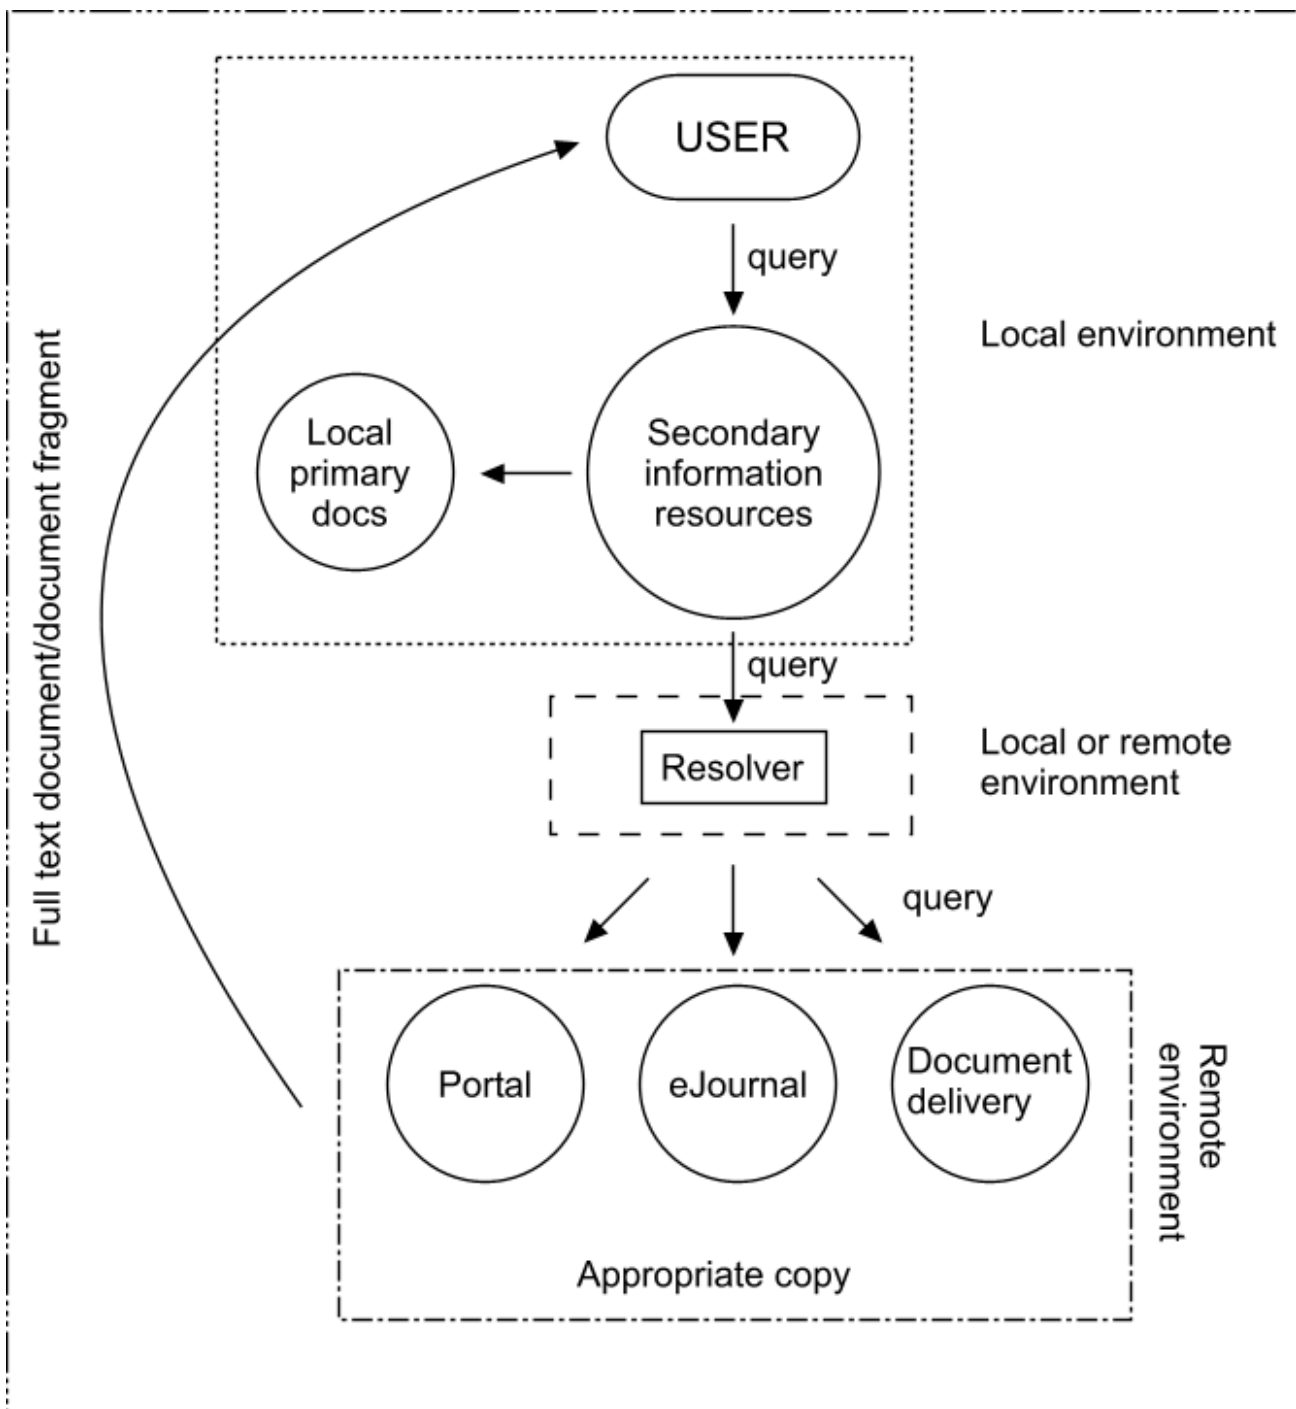 USER
query
Local environment
Full text document/document fragment
Local
primary
docs
Secondary
information
resources
query
Resolver
Local or remote
environment
query
Portal
eJournal
Document
delivery
Remote
environment
Appropriate copy